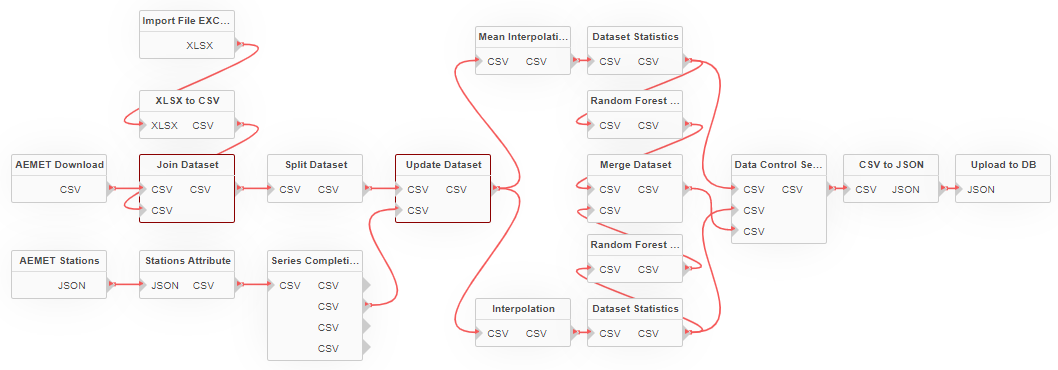 Import File EXC...
XLSX
XLSX to CSV
XLSX CSV
AEMET Download
CSV
Join Dataset
CSV CSV
CSV
Split Dataset
CSV CSV
Update Dataset
CSV CSV
CSV
AEMET Stations
JSON
Stations Attribute
JSON CSV
Series Completi...
CSV CSV
CSV
CSV
CSV
Mean Interpolati...
CSV CSV
Dataset Statistics
CSV CSV
Random Forest ...
CSV CSV
Merge Dataset
CSV CSV
CSV
Random Forest ...
CSV CSV
Interpolation
CSV CSV
Dataset Statistics
CSV CSV
Data Control Se...
CSV CSV
CSV
CSV
CSV to JSON
CSV JSON
Upload to DB
JSON